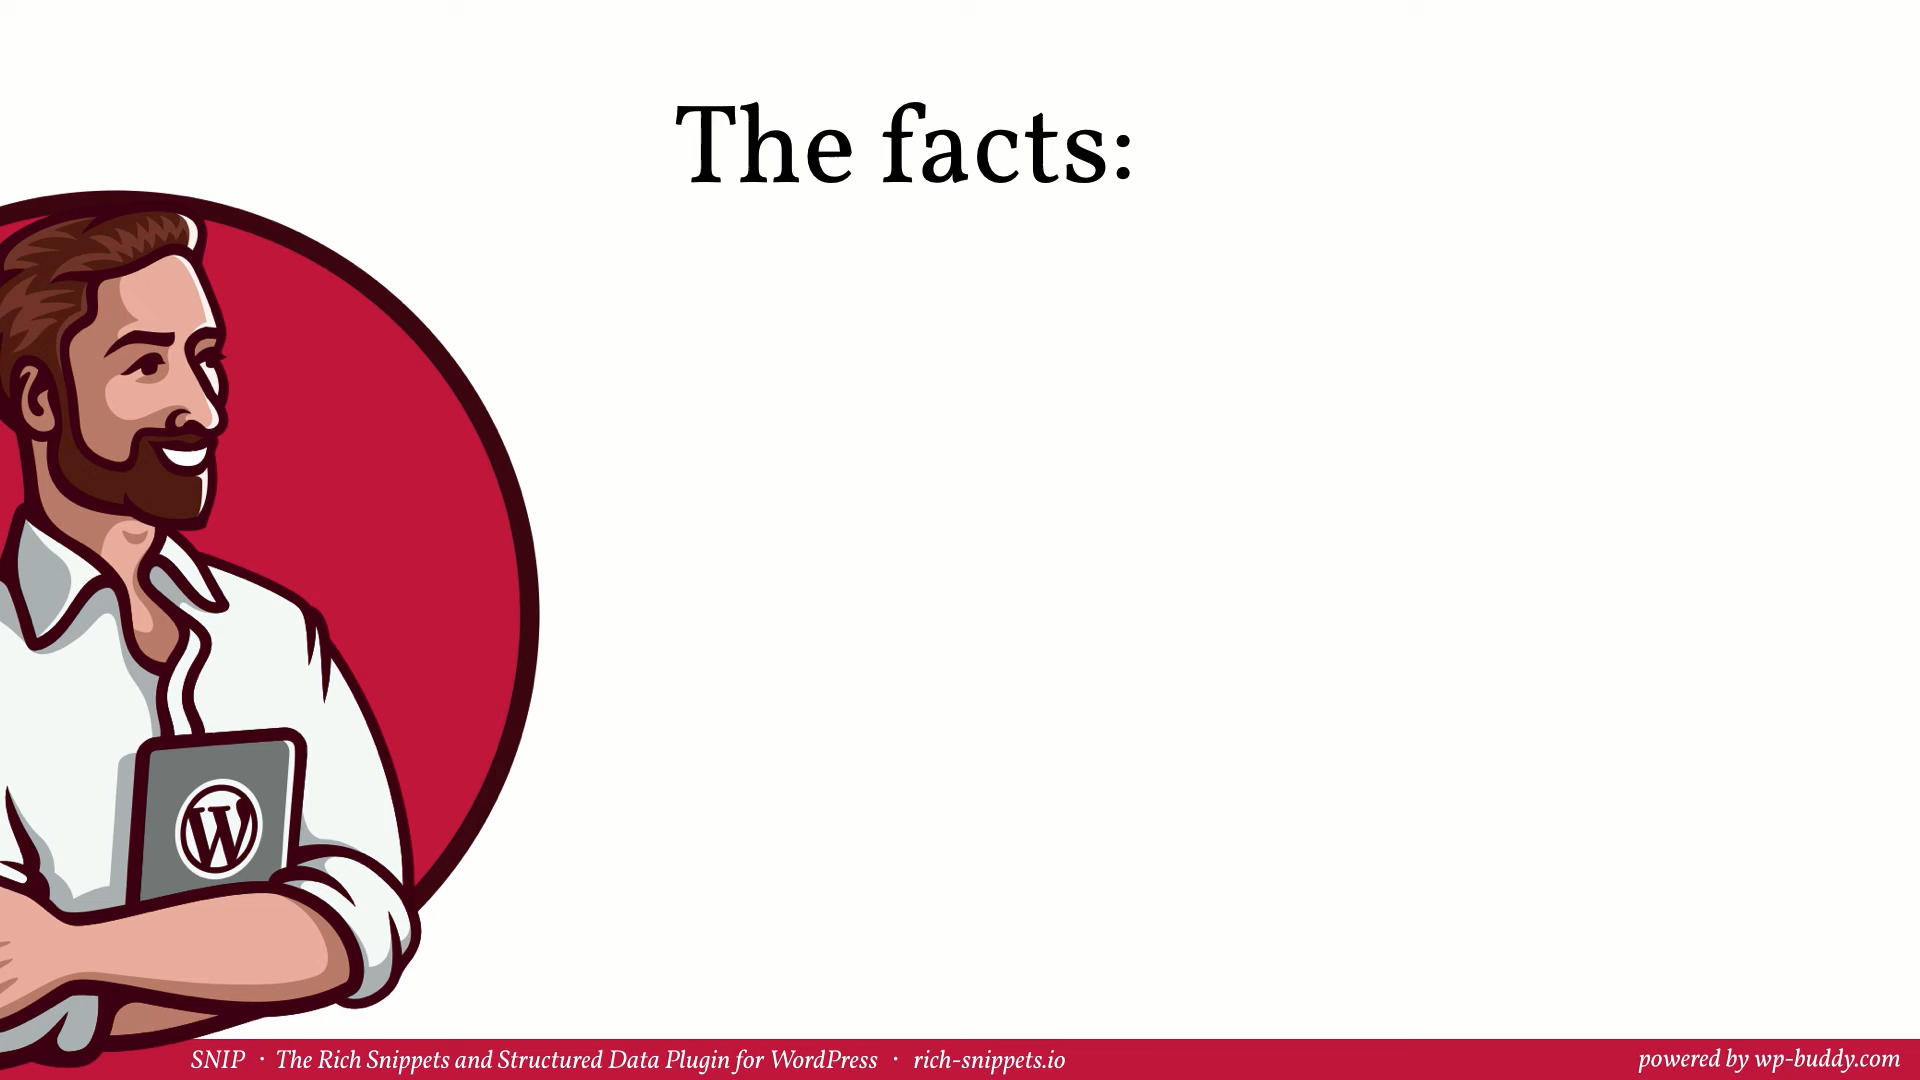 The facts:
W
SNIP · The Rich Snippets and Structured Data Plugin for WordPress · rich-snippets.io
powered by wp-buddy.com